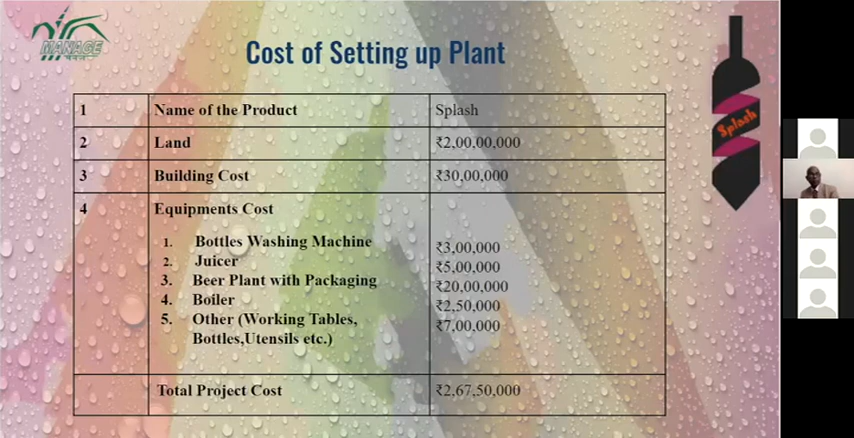 MANAGE
मैनेज
Cost of Setting up Plant
Splash
1 Name of the Product Splash
2 Land ₹2,00,00,000
3 Building Cost ₹30,00,000
4 Equipments Cost
1. Bottles Washing Machine ₹3,00,000
2. Juicer ₹5,00,000
3. Beer Plant with Packaging ₹20,00,000
4. Boiler ₹2,50,000
5. Other (Working Tables, ₹7,00,000
Bottles,Utensils etc.)
Total Project Cost ₹2,67,50,000